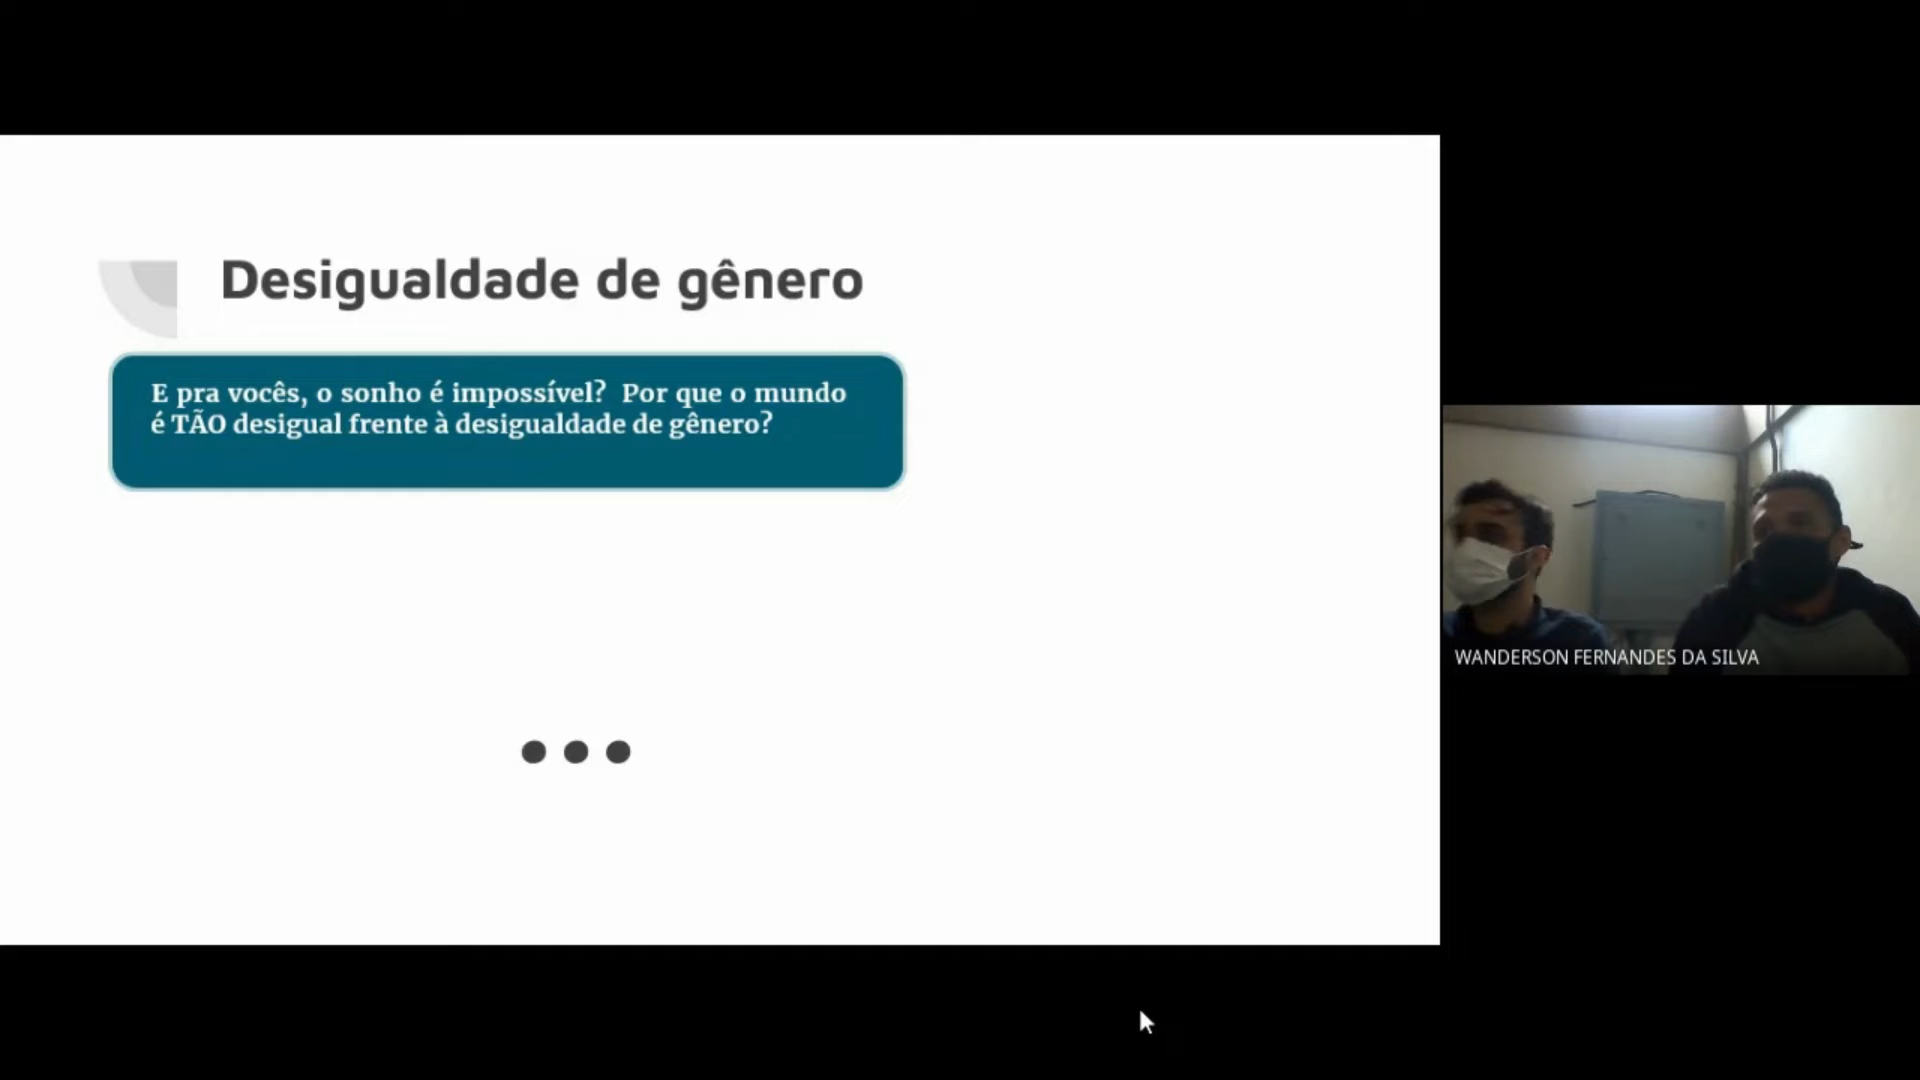 Desigualdade de gênero
E pra vocês, o sonho é impossível?  Por que o mundo
é TÃO desigual frente à desigualdade de gênero?
WANDERSON FERNANDES DA SILVA